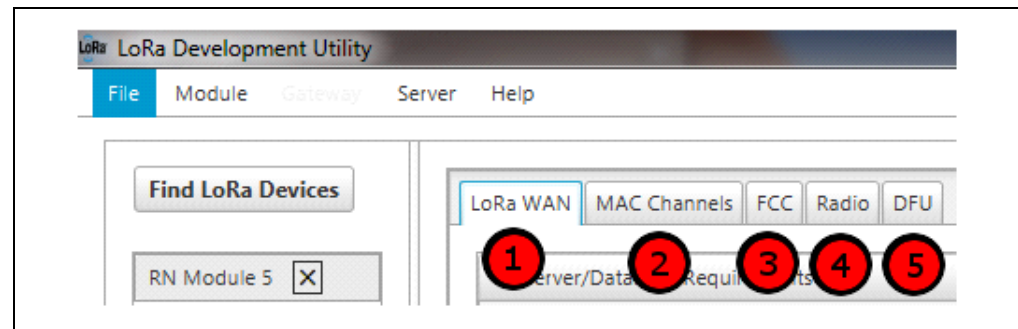 LoRa LoRa Development Utility
File Module Gateway Server Help
Find LoRa Devices
LoRa WAN MAC Channels FCC Radio DFU
1 2 3 4 5
RN Module 5 X